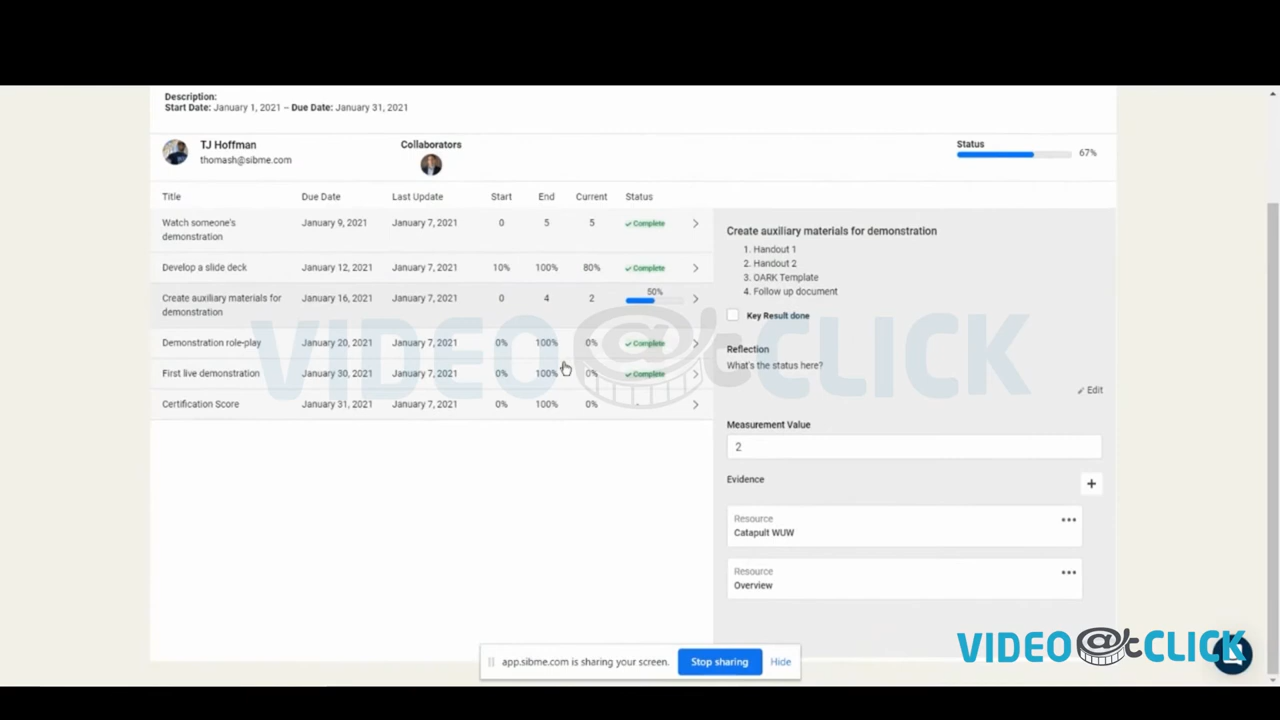 Description:
Start Date: January 1, 2021 – Due Date: January 31, 2021
TJ Hoffman
thomash@sibme.com
Collaborators
Status
67%
Title Due Date Last Update Start End Current Status
Watch someone's
demonstration
January 9, 2021 January 7, 2021 0 5 5 Complete
Develop a slide deck January 12, 2021 January 7, 2021 10% 100% 80% Complete
Create auxiliary materials for
demonstration
January 16, 2021 January 7, 2021 0 4 2 50%
Demonstration role-play January 20, 2021 January 7, 2021 0% 100% 0% Complete
First live demonstration January 30, 2021 January 7, 2021 0% 100% 0% Complete
Certification Score January 31, 2021 January 7, 2021 0% 100% 0% -
Create auxiliary materials for demonstration
1. Handout 1
2. Handout 2
3. OARK Template
4. Follow up document
Key Result done
Reflection
What's the status here?
Edit
Measurement Value
2
Evidence
+
Resource
Catapult WUW
Resource
Overview
app.sibme.com is sharing your screen. Stop sharing Hide
VIDEO@tCLICK
VIDEO@tCLICK